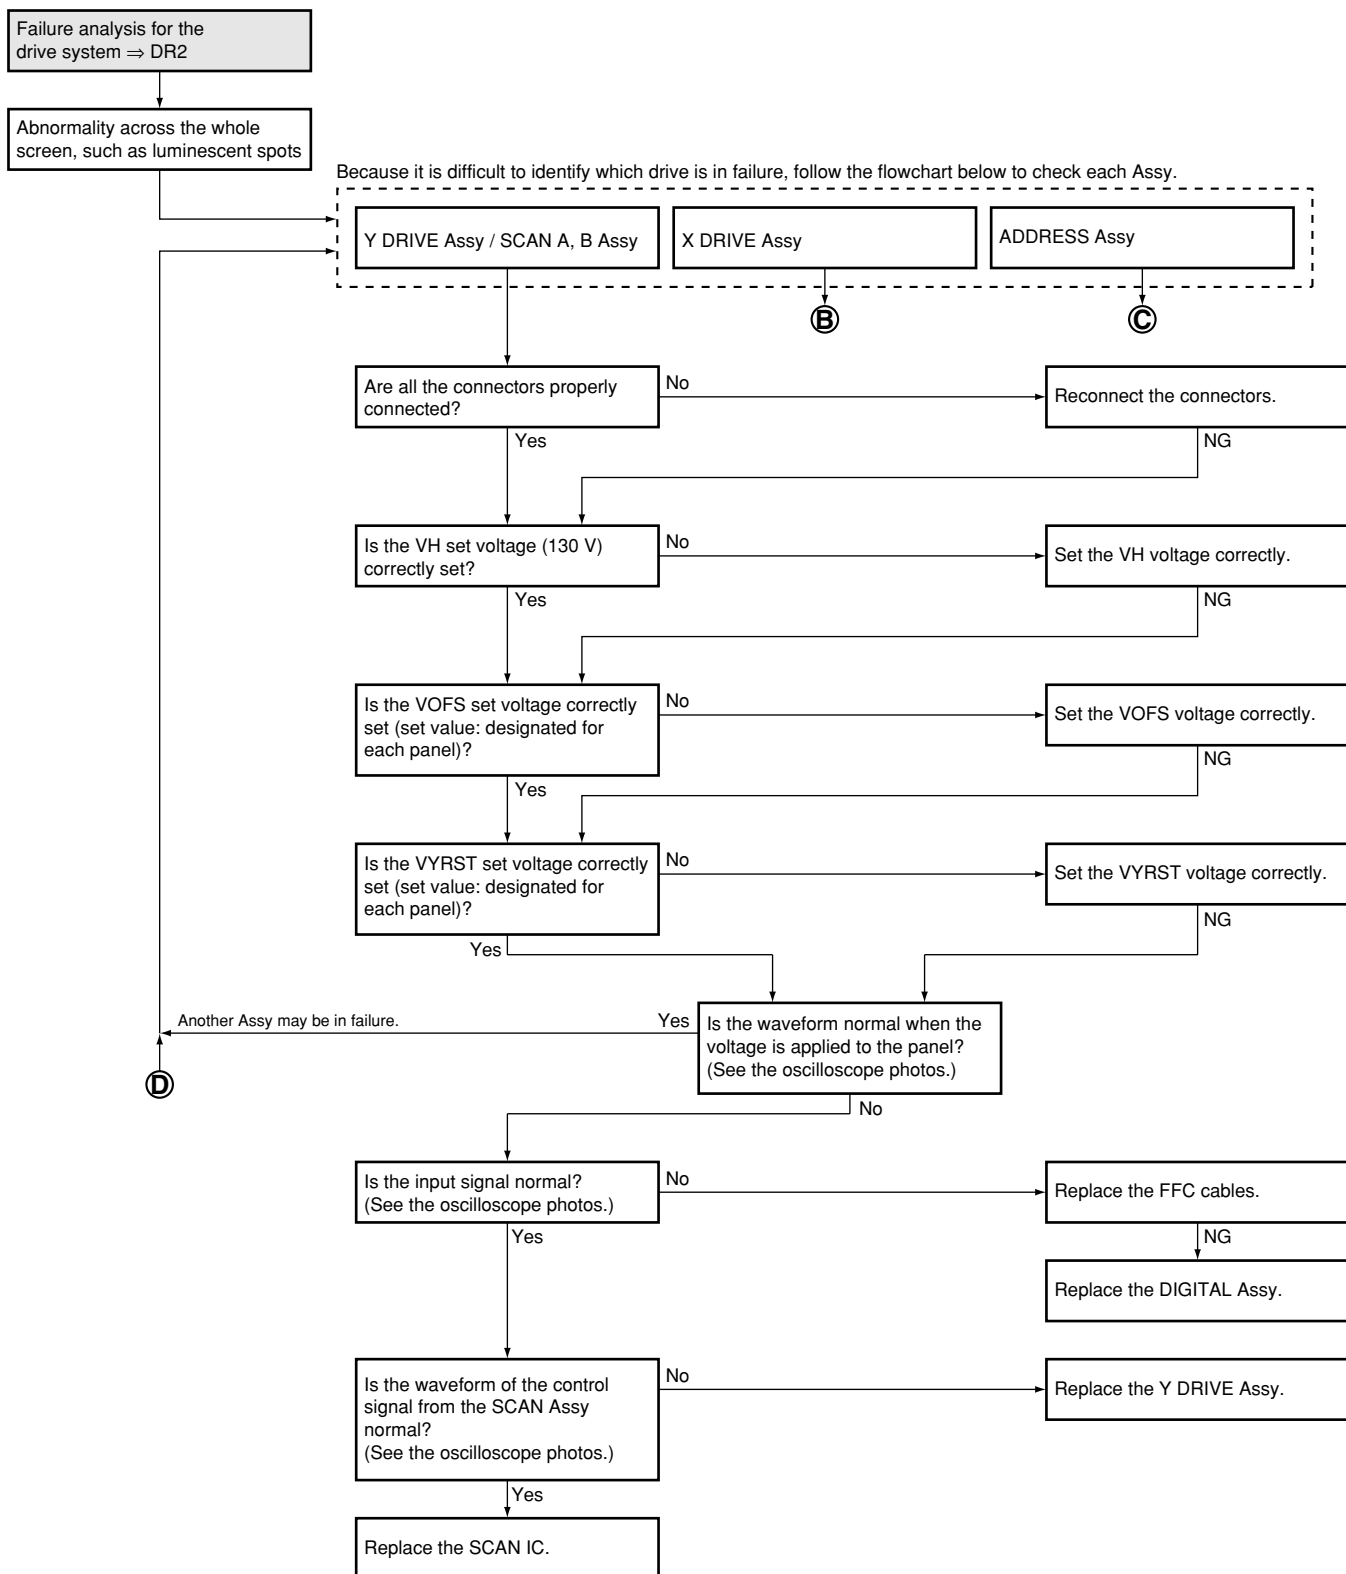 Failure analysis for the
drive system ⇒ DR2
Abnormality across the whole
screen, such as luminescent spots
Because it is difficult to identify which drive is in failure, follow the flowchart below to check each Assy.
Y DRIVE Assy / SCAN A, B Assy
X DRIVE Assy
ADDRESS Assy
B
C
Are all the connectors properly
connected?
No
Reconnect the connectors.
Yes
NG
Is the VH set voltage (130 V)
correctly set?
No
Set the VH voltage correctly.
Yes
NG
Is the VOFS set voltage correctly
set (set value: designated for
each panel)?
No
Set the VOFS voltage correctly.
Yes
NG
Is the VYRST set voltage correctly
set (set value: designated for
each panel)?
No
Set the VYRST voltage correctly.
Yes
NG
Another Assy may be in failure.
Yes
Is the waveform normal when the
voltage is applied to the panel?
(See the oscilloscope photos.)
D
No
Is the input signal normal?
(See the oscilloscope photos.)
No
Replace the FFC cables.
Yes
NG
Replace the DIGITAL Assy.
Is the waveform of the control
signal from the SCAN Assy
normal?
(See the oscilloscope photos.)
No
Replace the Y DRIVE Assy.
Yes
Replace the SCAN IC.